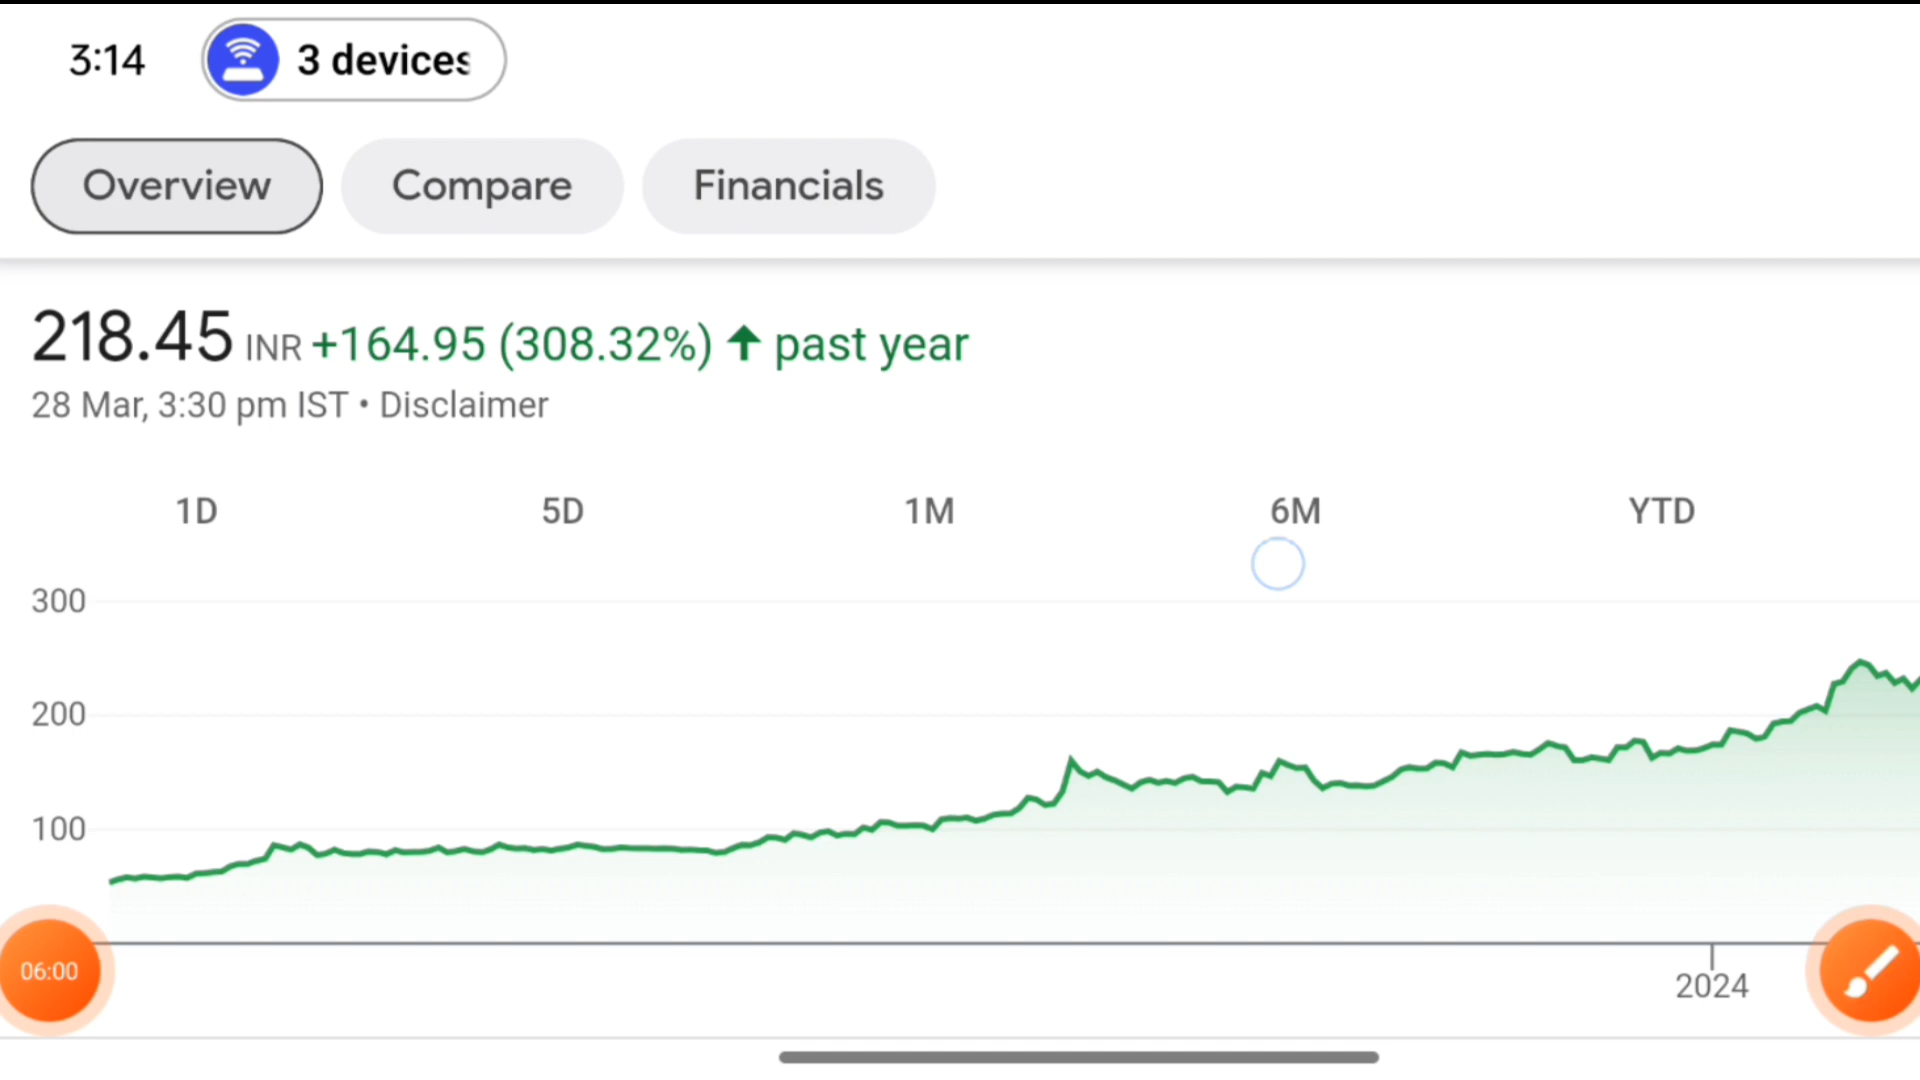 3:14 3 devices
Overview Compare Financials
218.45 INR +164.95 (308.32%) ↑ past year
28 Mar, 3:30 pm IST • Disclaimer
1D 5D 1M 6M YTD
300
200
100
06:00
2024